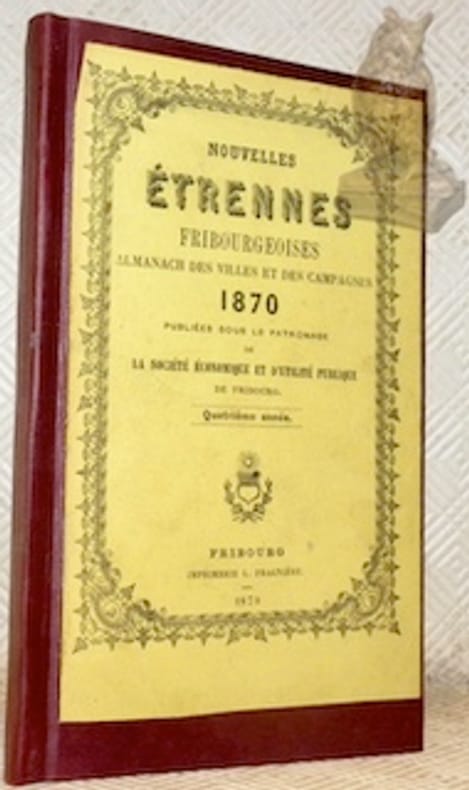 NOUVELLES
ÉTRENNES
FRIBOURGEOISES
ALMANACH DES VILLES ET DES CAMPAGNES
1870
PUBLIÉES SOUS LE PATRONAGE
DE
LA SOCIÉTÉ ÉCONOMIQUE ET D'UTILITÉ PUBLIQUE
DE FRIBOURG.
Quatrième année.
FRIBOURG
IMPRIMERIE L. FRAGNIÈRE.
1870